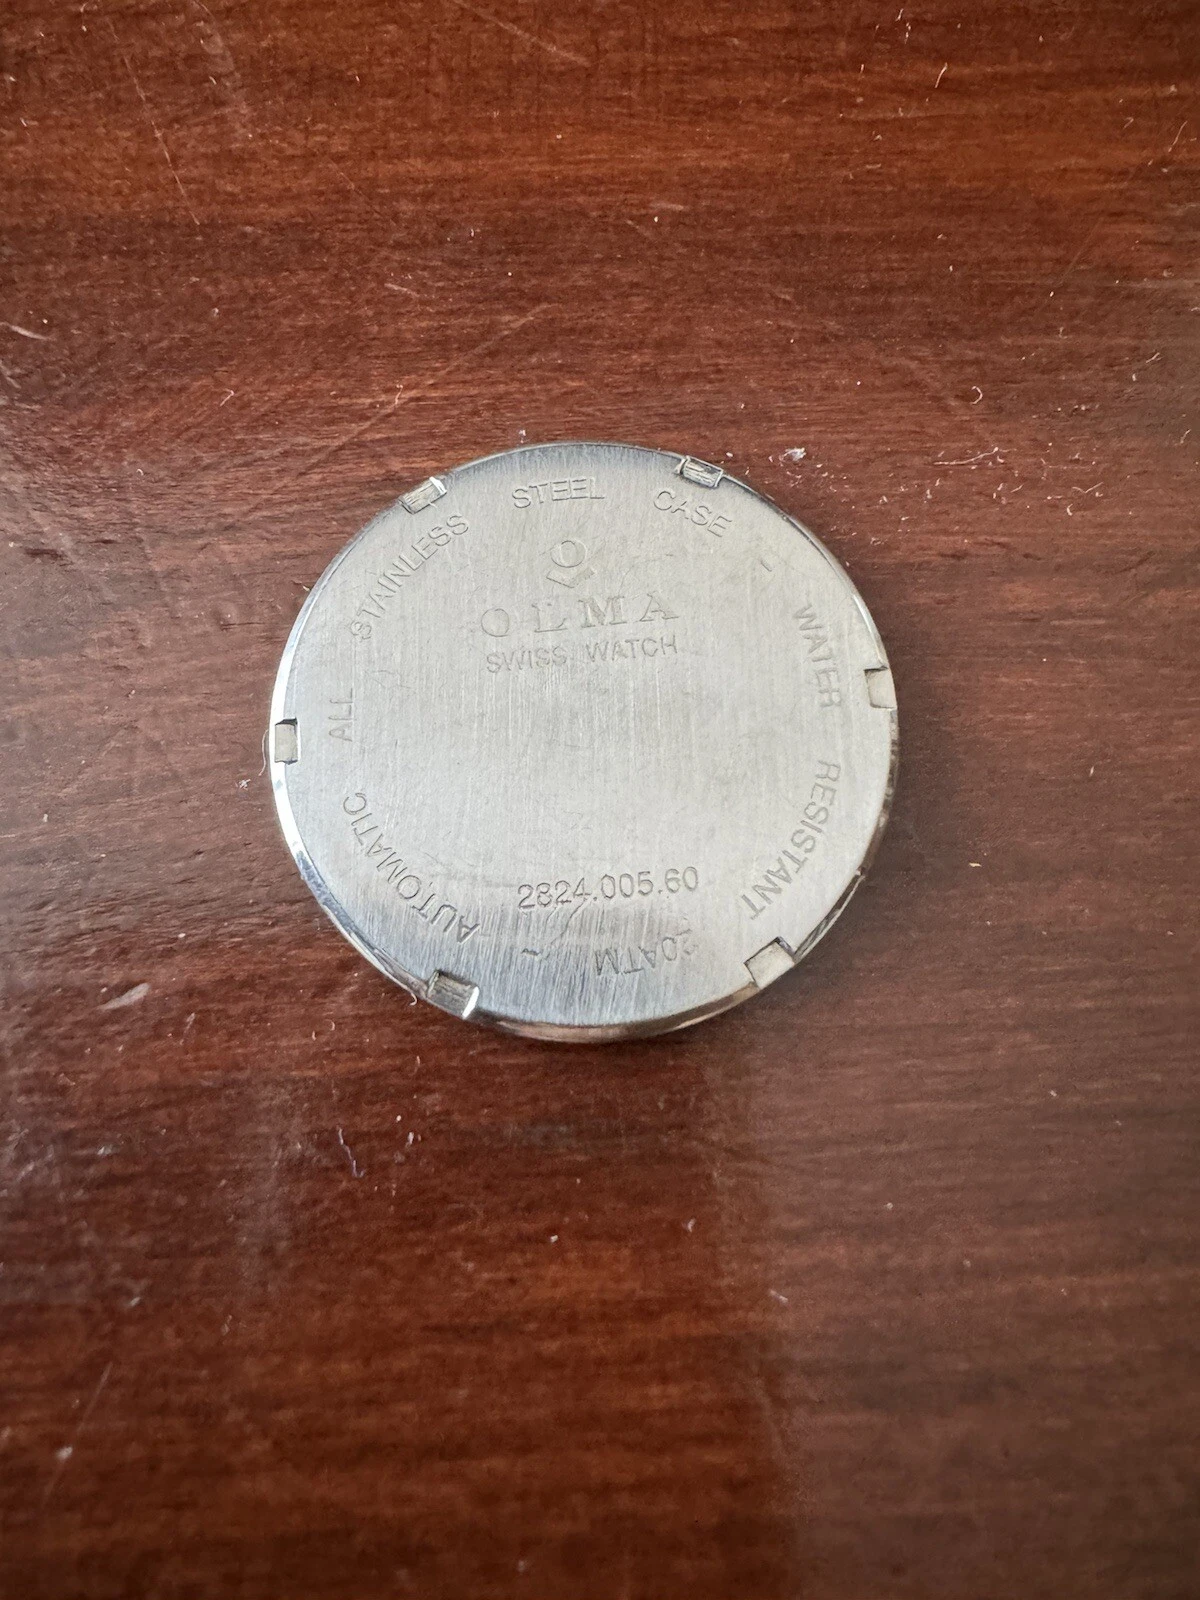 ALL STAINLESS STEEL CASE - WATER RESISTANT 20ATM - AUTOMATIC
OLMA
SWISS WATCH
2824.005.60